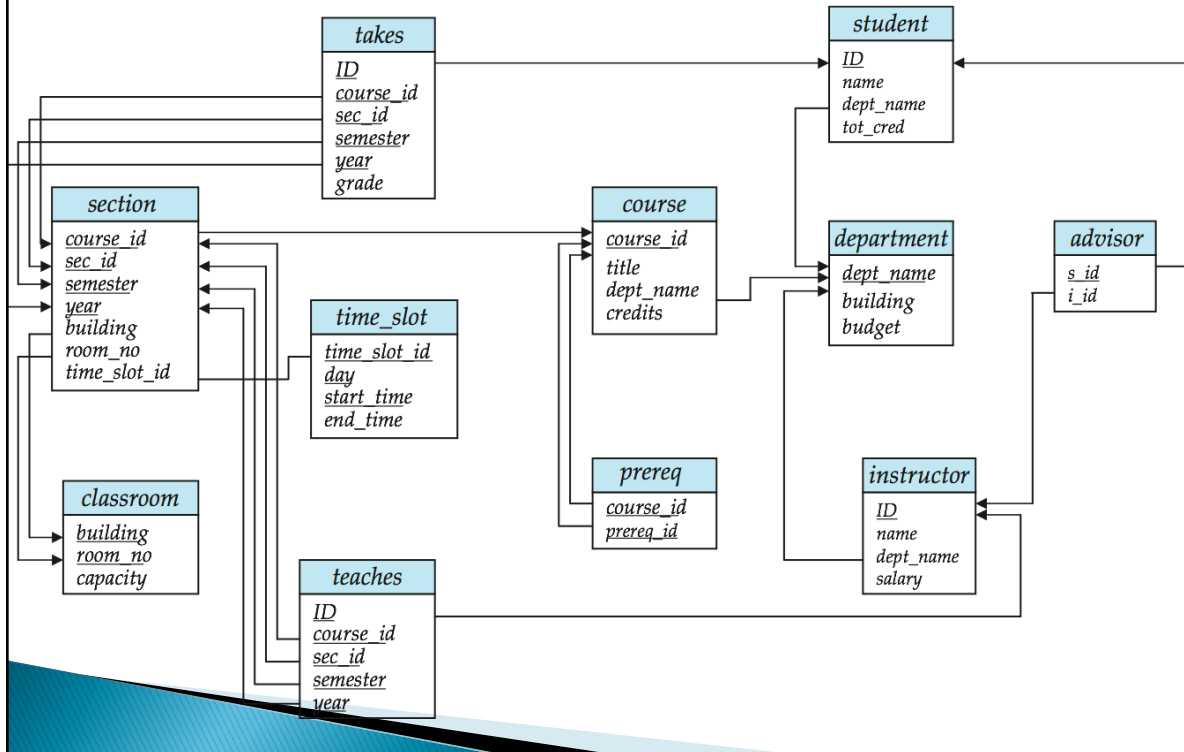 takes
ID
course_id
sec_id
semester
year
grade
student
ID
name
dept_name
tot_cred
section
course_id
sec_id
semester
year
building
room_no
time_slot_id
course
course_id
title
dept_name
credits
department
dept_name
building
budget
advisor
s_id
i_id
time_slot
time_slot_id
day
start_time
end_time
prereq
course_id
prereq_id
instructor
ID
name
dept_name
salary
classroom
building
room_no
capacity
teaches
ID
course_id
sec_id
semester
year